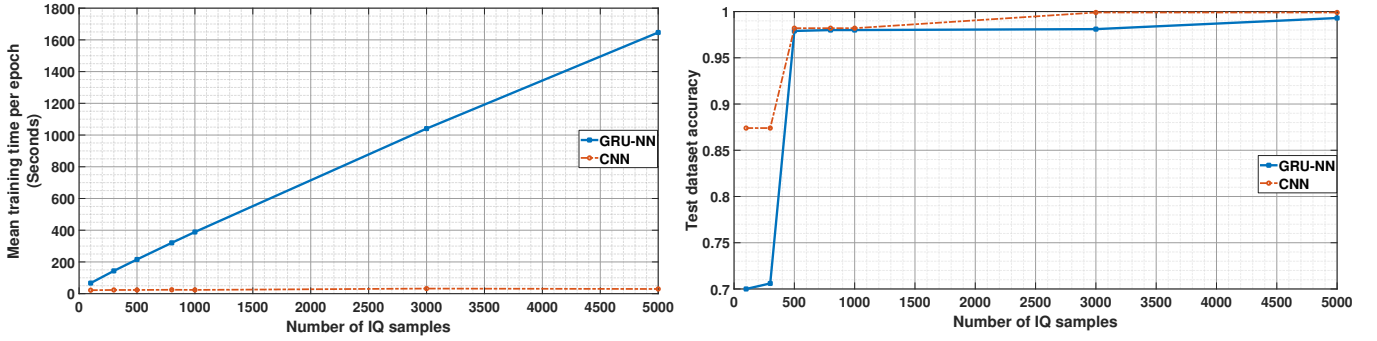 Mean training time per epoch
(Seconds)
1800
1600
1400
1200
1000
800
600
400
200
0
0 500 1000 1500 2000 2500 3000 3500 4000 4500 5000
Number of IQ samples
GRU-NN
CNN
Test dataset accuracy
1
0.95
0.9
0.85
0.8
0.75
0.7
0 500 1000 1500 2000 2500 3000 3500 4000 4500 5000
Number of IQ samples
GRU-NN
CNN